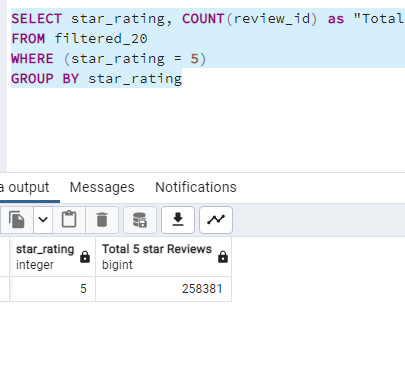 SELECT star_rating, COUNT(review_id) as "Total
FROM filtered_20
WHERE (star_rating = 5)
GROUP BY star_rating
a output Messages Notifications
star_rating Total 5 star Reviews
integer bigint
5 258381